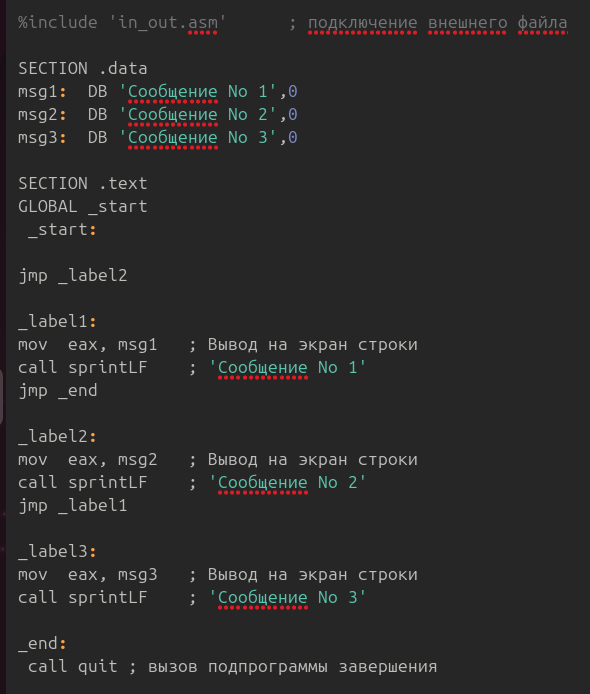 %include 'in_out.asm'      ; подключение внешнего файла
SECTION .data
msg1:  DB 'Сообщение No 1',0
msg2:  DB 'Сообщение No 2',0
msg3:  DB 'Сообщение No 3',0
SECTION .text
GLOBAL _start
 _start:
jmp _label2
_label1:
mov  eax, msg1   ; Вывод на экран строки
call sprintLF    ; 'Сообщение No 1'
jmp _end
_label2:
mov  eax, msg2   ; Вывод на экран строки
call sprintLF    ; 'Сообщение No 2'
jmp _label1
_label3:
mov  eax, msg3   ; Вывод на экран строки
call sprintLF    ; 'Сообщение No 3'
_end:
 call quit ; вызов подпрограммы завершения